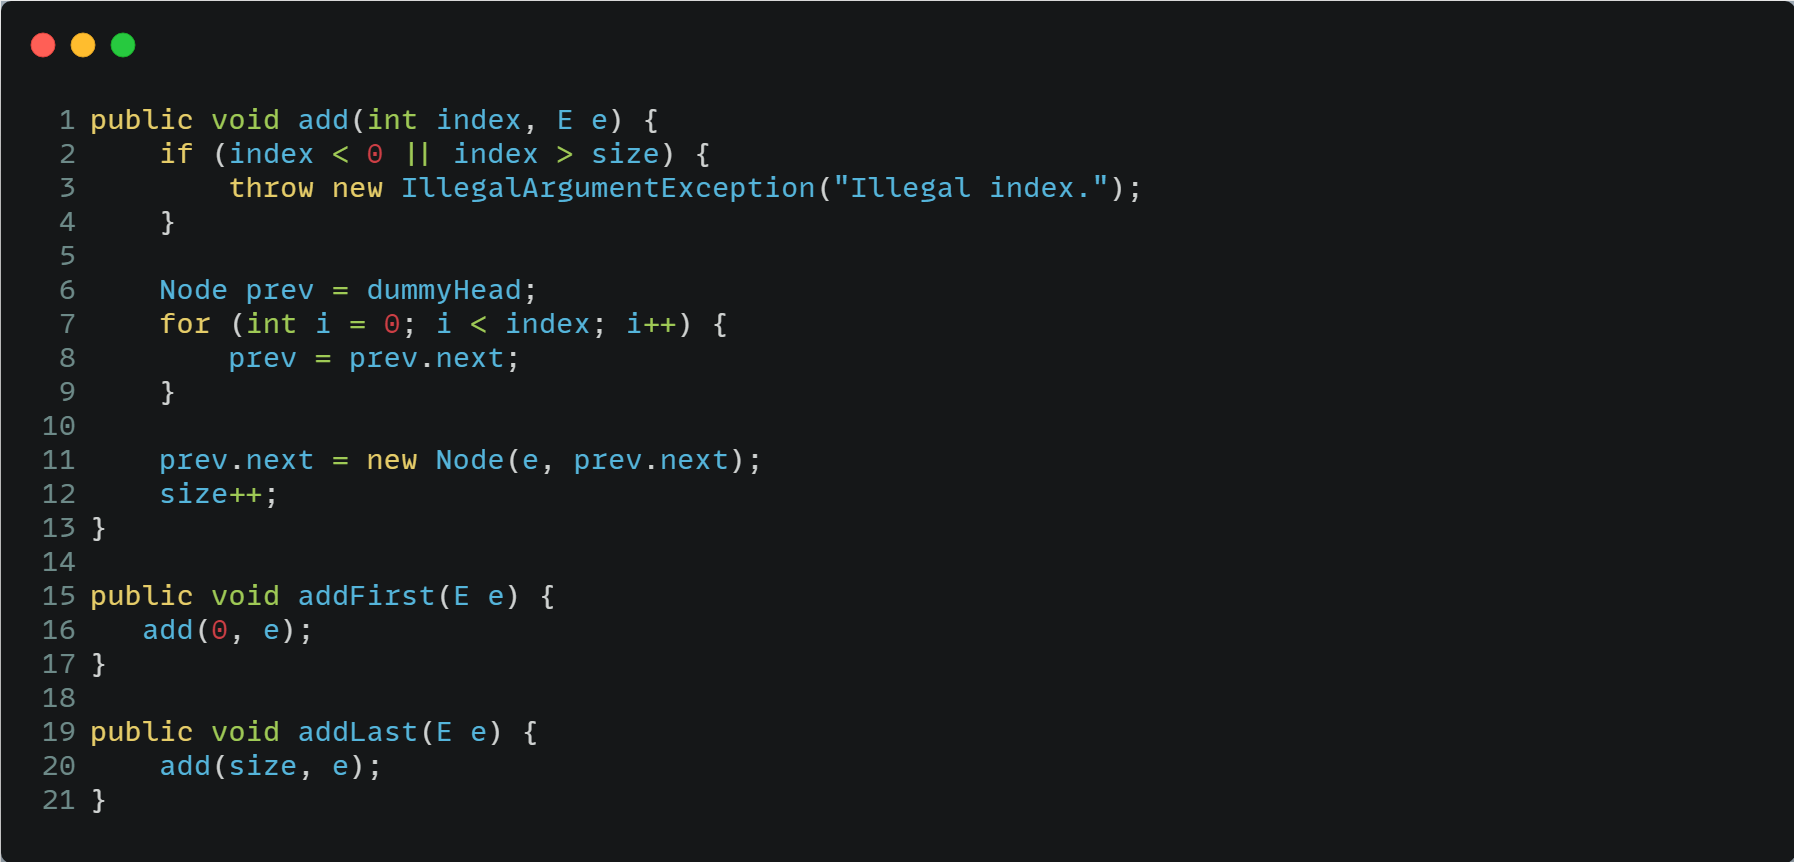 1 public void add(int index, E e) {
2     if (index < 0 || index > size) {
3         throw new IllegalArgumentException("Illegal index.");
4     }
5
6     Node prev = dummyHead;
7     for (int i = 0; i < index; i++) {
8         prev = prev.next;
9     }
10
11     prev.next = new Node(e, prev.next);
12     size++;
13 }
14
15 public void addFirst(E e) {
16    add(0, e);
17 }
18
19 public void addLast(E e) {
20     add(size, e);
21 }